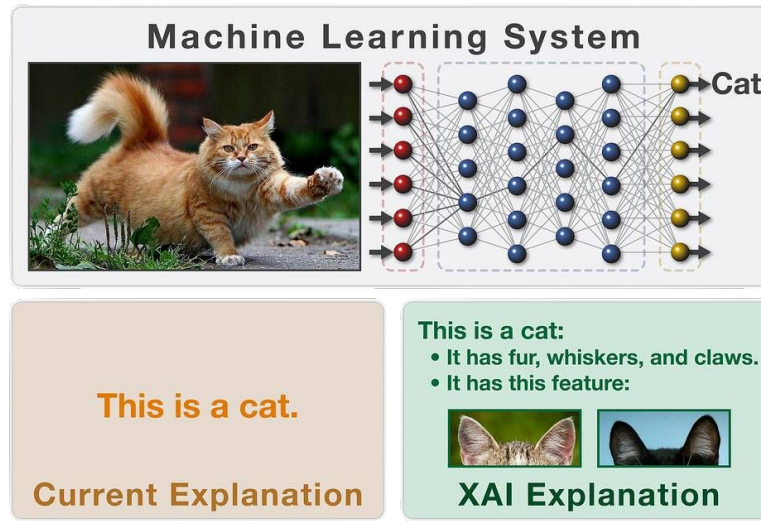 Machine Learning System
Cat
This is a cat.
Current Explanation
This is a cat:
• It has fur, whiskers, and claws.
• It has this feature:
XAI Explanation